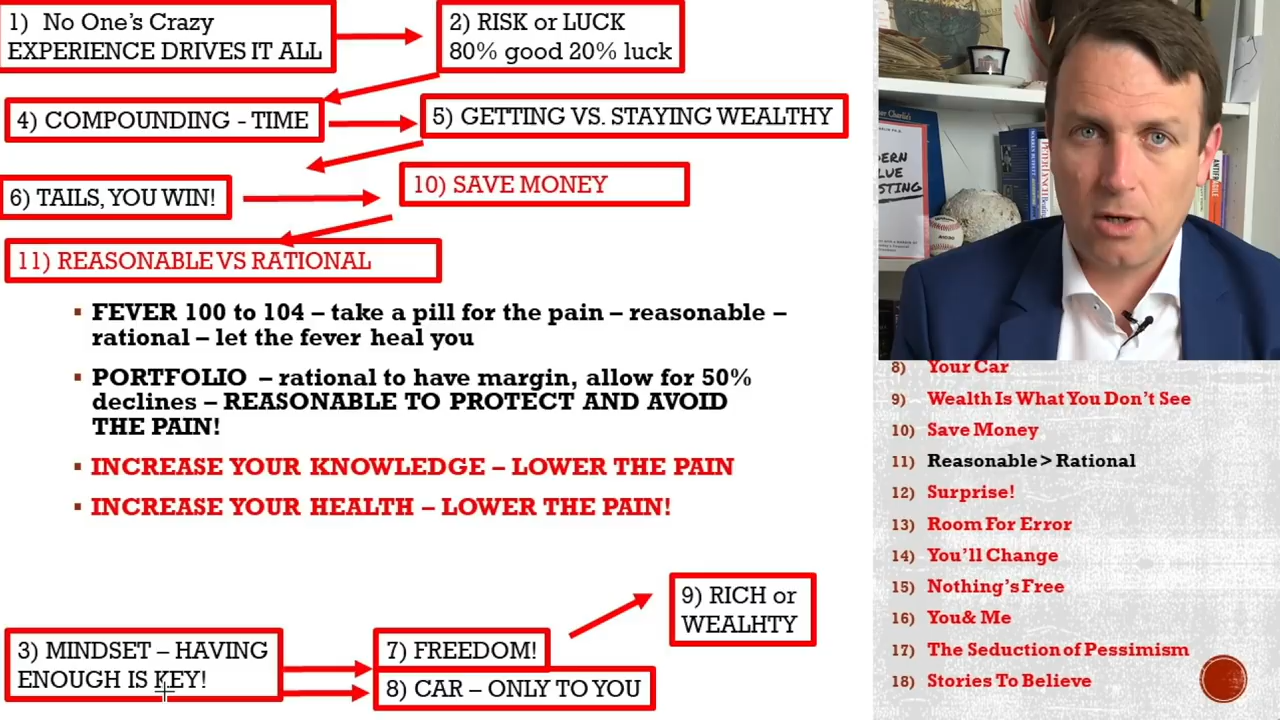 1) No One's Crazy
EXPERIENCE DRIVES IT ALL
2) RISK or LUCK
80% good 20% luck
4) COMPOUNDING - TIME
5) GETTING VS. STAYING WEALTHY
6) TAILS, YOU WIN!
10) SAVE MONEY
11) REASONABLE VS RATIONAL
▪ FEVER 100 to 104 – take a pill for the pain – reasonable –
rational – let the fever heal you
▪ PORTFOLIO – rational to have margin, allow for 50%
declines – REASONABLE TO PROTECT AND AVOID
THE PAIN!
▪ INCREASE YOUR KNOWLEDGE – LOWER THE PAIN
▪ INCREASE YOUR HEALTH – LOWER THE PAIN!
9) RICH or
WEALHTY
3) MINDSET – HAVING
ENOUGH IS KEY!
7) FREEDOM!
8) CAR – ONLY TO YOU
8) Your Car
9) Wealth Is What You Don't See
10) Save Money
11) Reasonable > Rational
12) Surprise!
13) Room For Error
14) You'll Change
15) Nothing's Free
16) You& Me
17) The Seduction of Pessimism
18) Stories To Believe